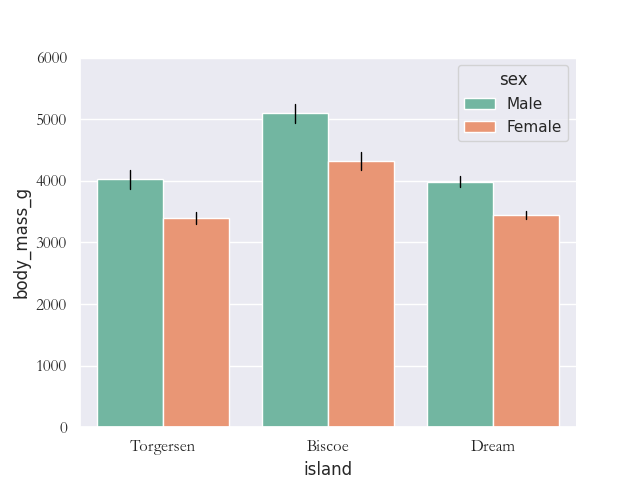 6000
5000
4000
3000
2000
1000
0
body_mass_g
sex
Male
Female
Torgersen Biscoe Dream
island